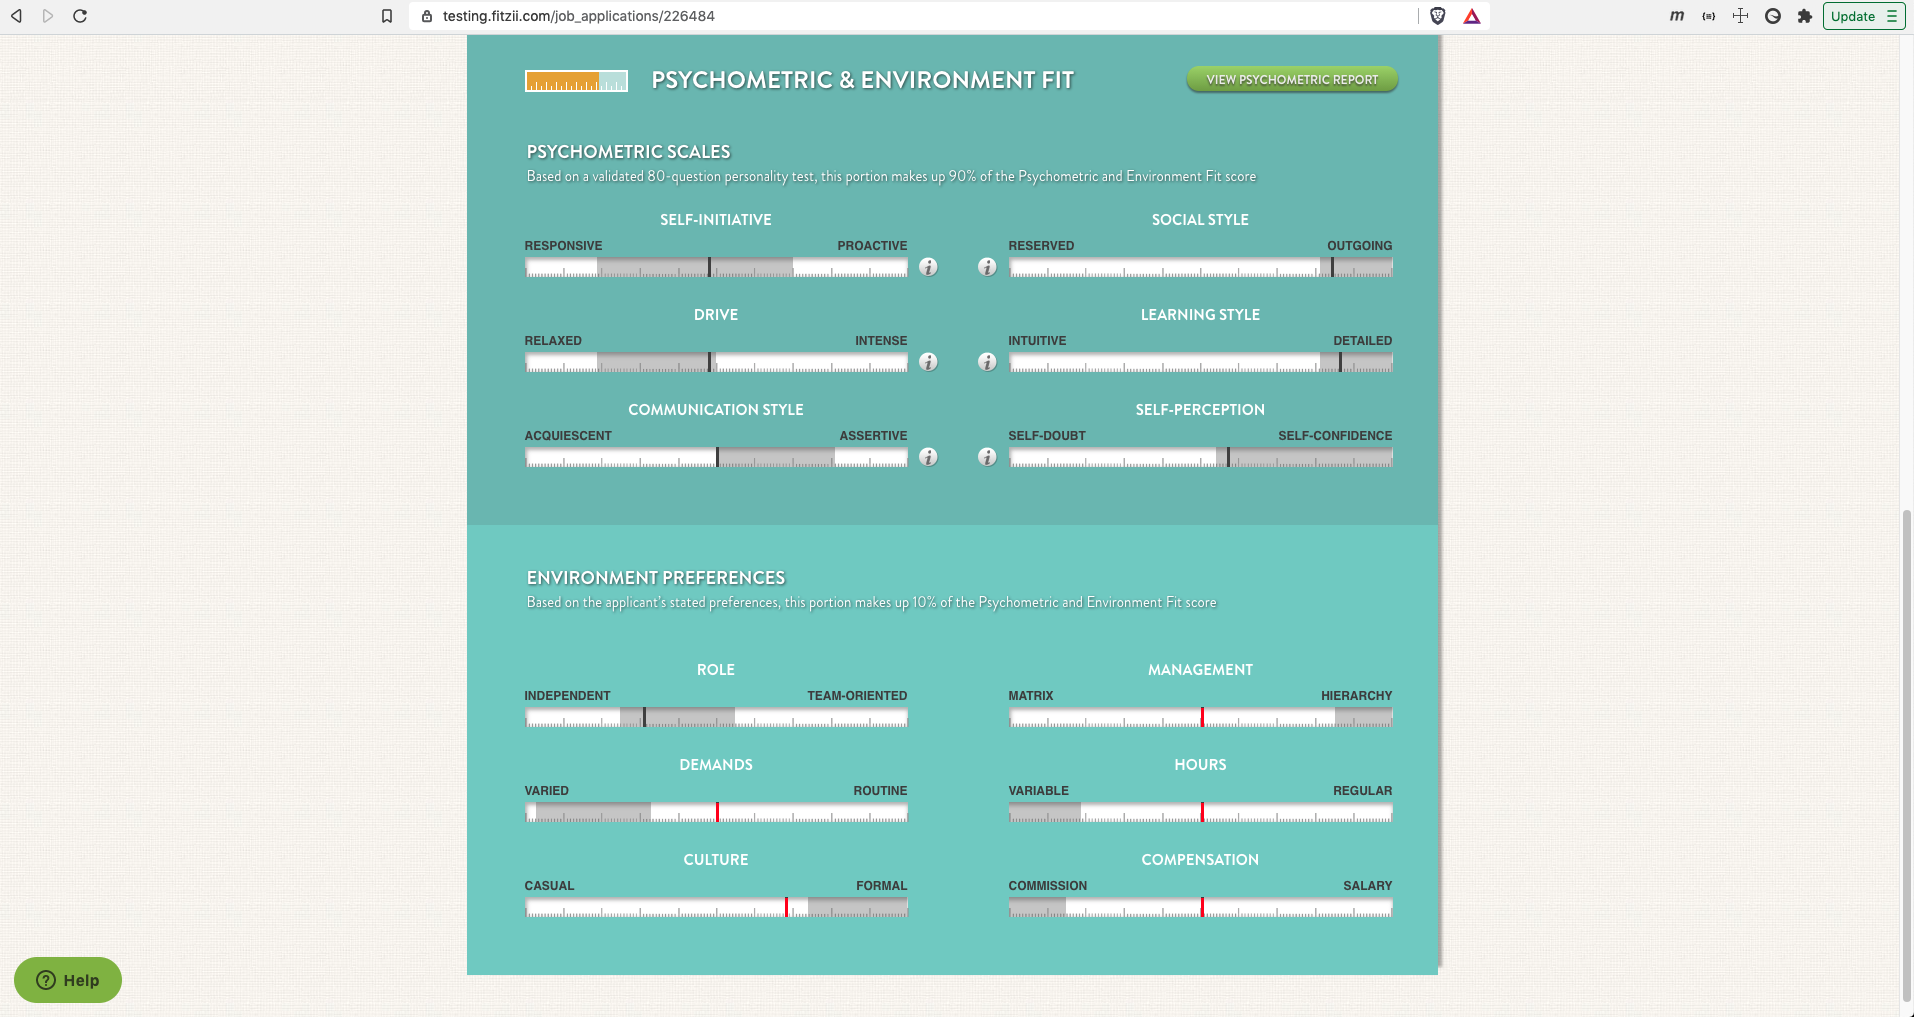 testing.fitzii.com/job_applications/226484
Update
PSYCHOMETRIC & ENVIRONMENT FIT
VIEW PSYCHOMETRIC REPORT
PSYCHOMETRIC SCALES
Based on a validated 80-question personality test, this portion makes up 90% of the Psychometric and Environment Fit score
SELF-INITIATIVE
RESPONSIVE PROACTIVE
SOCIAL STYLE
RESERVED OUTGOING
DRIVE
RELAXED INTENSE
LEARNING STYLE
INTUITIVE DETAILED
COMMUNICATION STYLE
ACQUIESCENT ASSERTIVE
SELF-PERCEPTION
SELF-DOUBT SELF-CONFIDENCE
ENVIRONMENT PREFERENCES
Based on the applicant's stated preferences, this portion makes up 10% of the Psychometric and Environment Fit score
ROLE
INDEPENDENT TEAM-ORIENTED
MANAGEMENT
MATRIX HIERARCHY
DEMANDS
VARIED ROUTINE
HOURS
VARIABLE REGULAR
CULTURE
CASUAL FORMAL
COMPENSATION
COMMISSION SALARY
Help